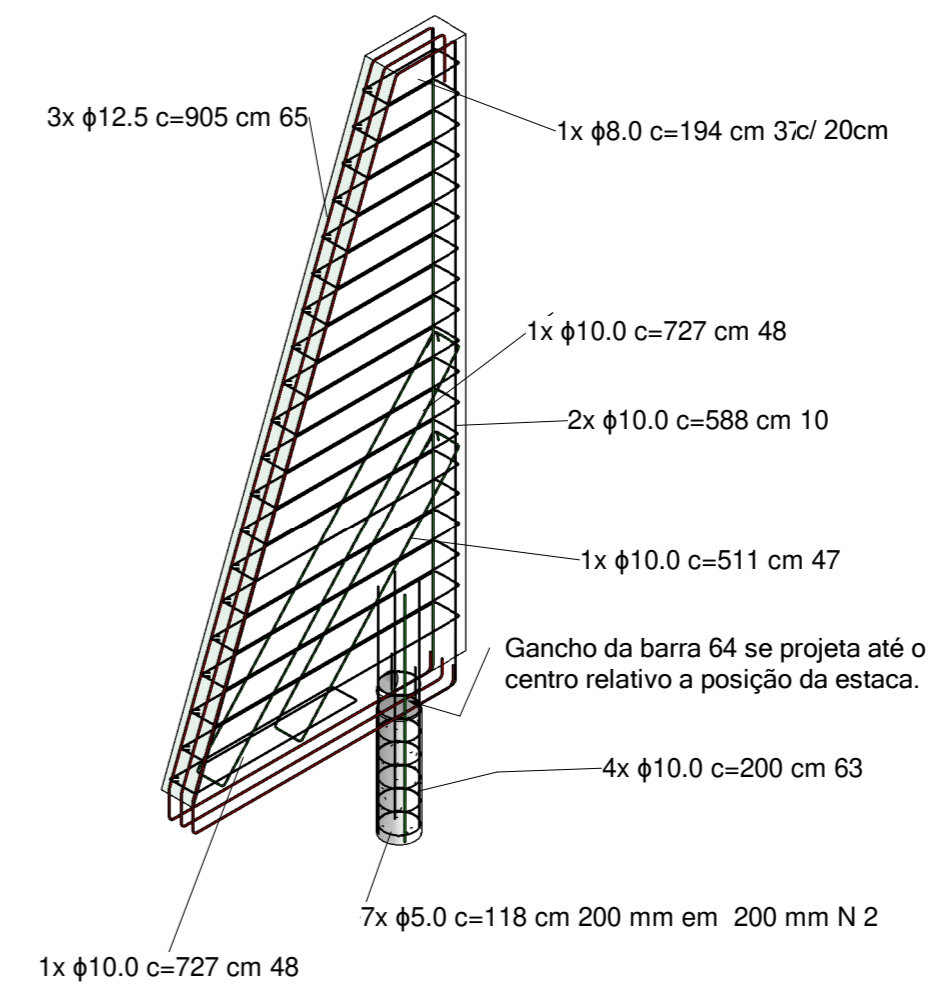 3x ϕ12.5 c=905 cm 65
1x ϕ8.0 c=194 cm 37c/ 20cm
1x ϕ10.0 c=727 cm 48
2x ϕ10.0 c=588 cm 10
1x ϕ10.0 c=511 cm 47
Gancho da barra 64 se projeta até o
centro relativo a posição da estaca.
4x ϕ10.0 c=200 cm 63
7x ϕ5.0 c=118 cm 200 mm em 200 mm N 2
1x ϕ10.0 c=727 cm 48